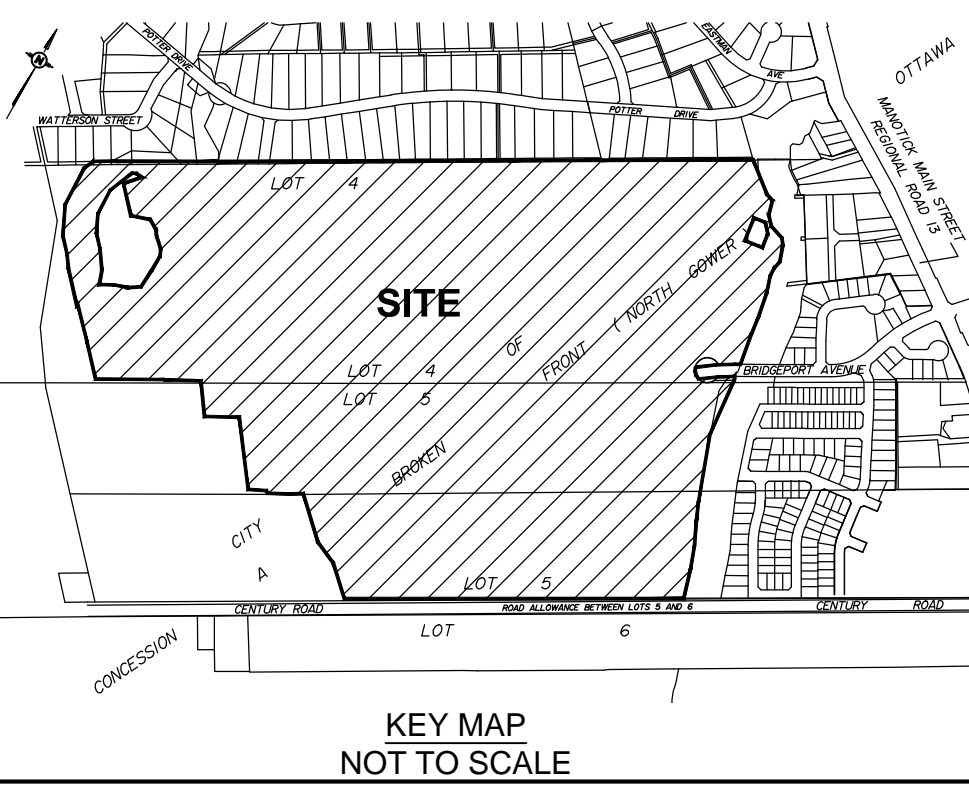 POTTER DRIVE
EASTMAN
AVE
OTTAWA
N
WATTERSON STREET
POTTER DRIVE
MANOTICK MAIN STREET
REGIONAL ROAD 13
LOT 4
SITE
OF
FRONT ( NORTH GOWER )
LOT 4
BRIDGEPORT AVENUE
LOT 5
BROKEN
CITY
A
LOT 5
CENTURY ROAD
ROAD ALLOWANCE BETWEEN LOTS 5 AND 6
CENTURY ROAD
LOT 6
CONCESSION
KEY MAP
NOT TO SCALE